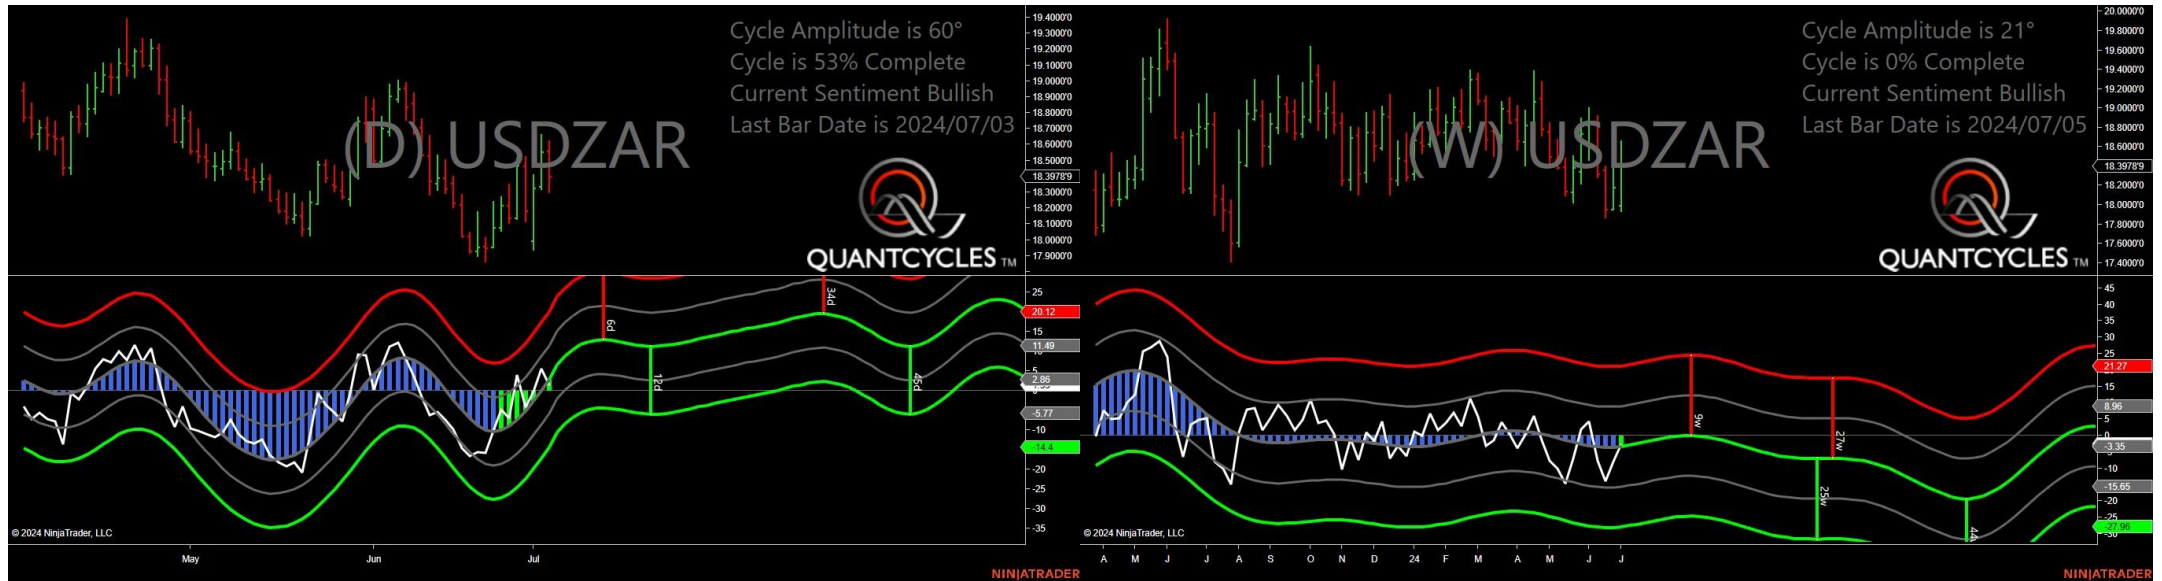 Cycle Amplitude is 60°
Cycle is 53% Complete
Current Sentiment Bullish
Last Bar Date is 2024/07/03
(D) USDZAR
QUANTCYCLES TM
19.4000'0
19.3000'0
19.2000'0
19.1000'0
19.0000'0
18.9000'0
18.8000'0
18.7000'0
18.6000'0
18.5000'0
18.3978'9
18.3000'0
18.2000'0
18.1000'0
18.0000'0
17.9000'0
6d
12d
34d
45d
25
20.12
15
11.49
5
2.86
-5.77
-10
-14.4
-20
-25
-30
-35
© 2024 NinjaTrader, LLC
May Jun Jul
NINJATRADER
Cycle Amplitude is 21°
Cycle is 0% Complete
Current Sentiment Bullish
Last Bar Date is 2024/07/05
(W) USDZAR
QUANTCYCLES TM
20.0000'0
19.8000'0
19.6000'0
19.4000'0
19.2000'0
19.0000'0
18.8000'0
18.6000'0
18.3978'9
18.2000'0
18.0000'0
17.8000'0
17.6000'0
17.4000'0
9w
25w
27w
45
40
35
30
25
21.27
15
8.96
5
0
-3.35
-10
-15.65
-20
-25
-27.96
-30
© 2024 NinjaTrader, LLC
A M J J A S O N D 24 F M A M J J
NINJATRADER